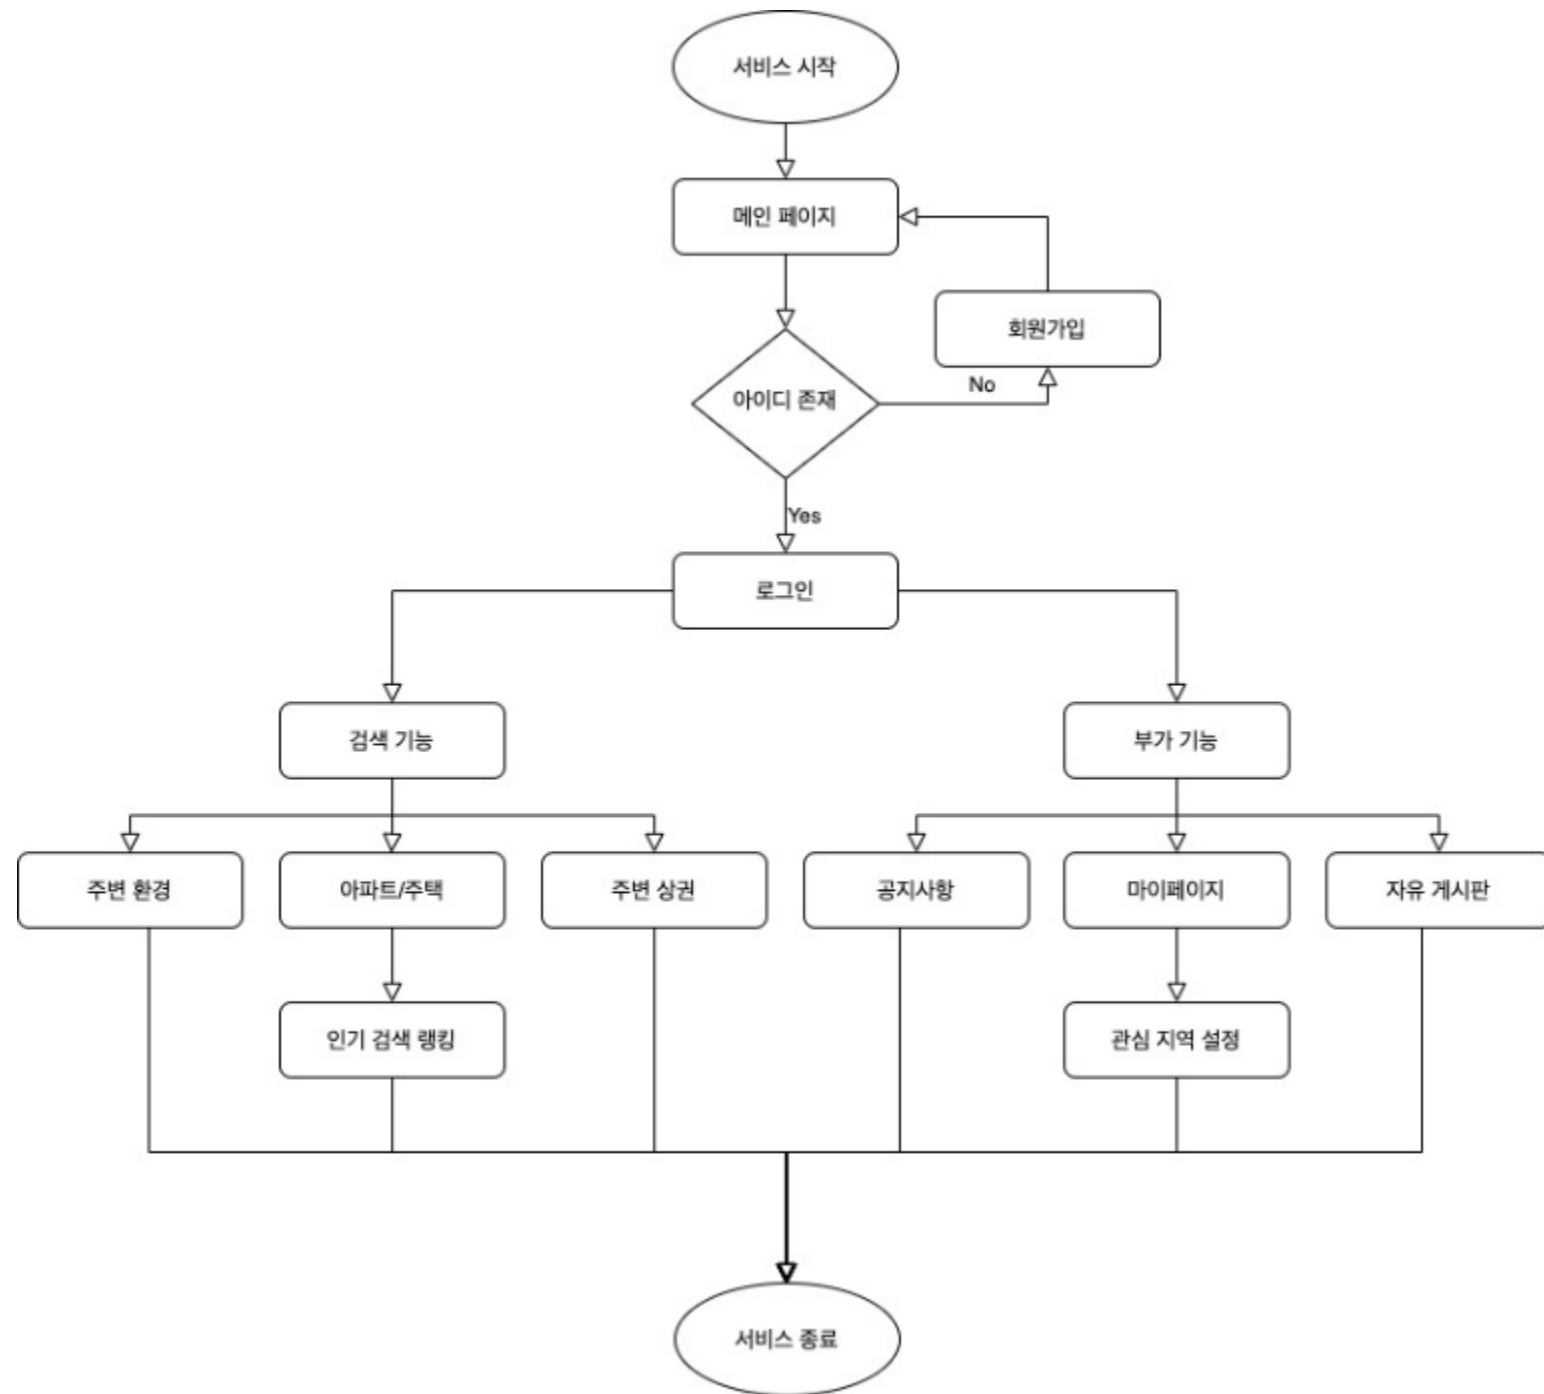 서비스 시작
메인 페이지
회원가입
아이디 존재
No
Yes
로그인
검색 기능
부가 기능
주변 환경
아파트/주택
주변 상권
공지사항
마이페이지
자유 게시판
인기 검색 랭킹
관심 지역 설정
서비스 종료